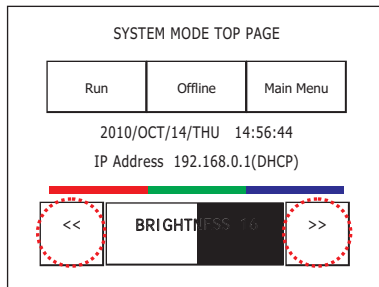 SYSTEM MODE TOP PAGE
Run Offline Main Menu
2010/OCT/14/THU 14:56:44
IP Address 192.168.0.1(DHCP)
<< BRIGHTNESS 16 >>